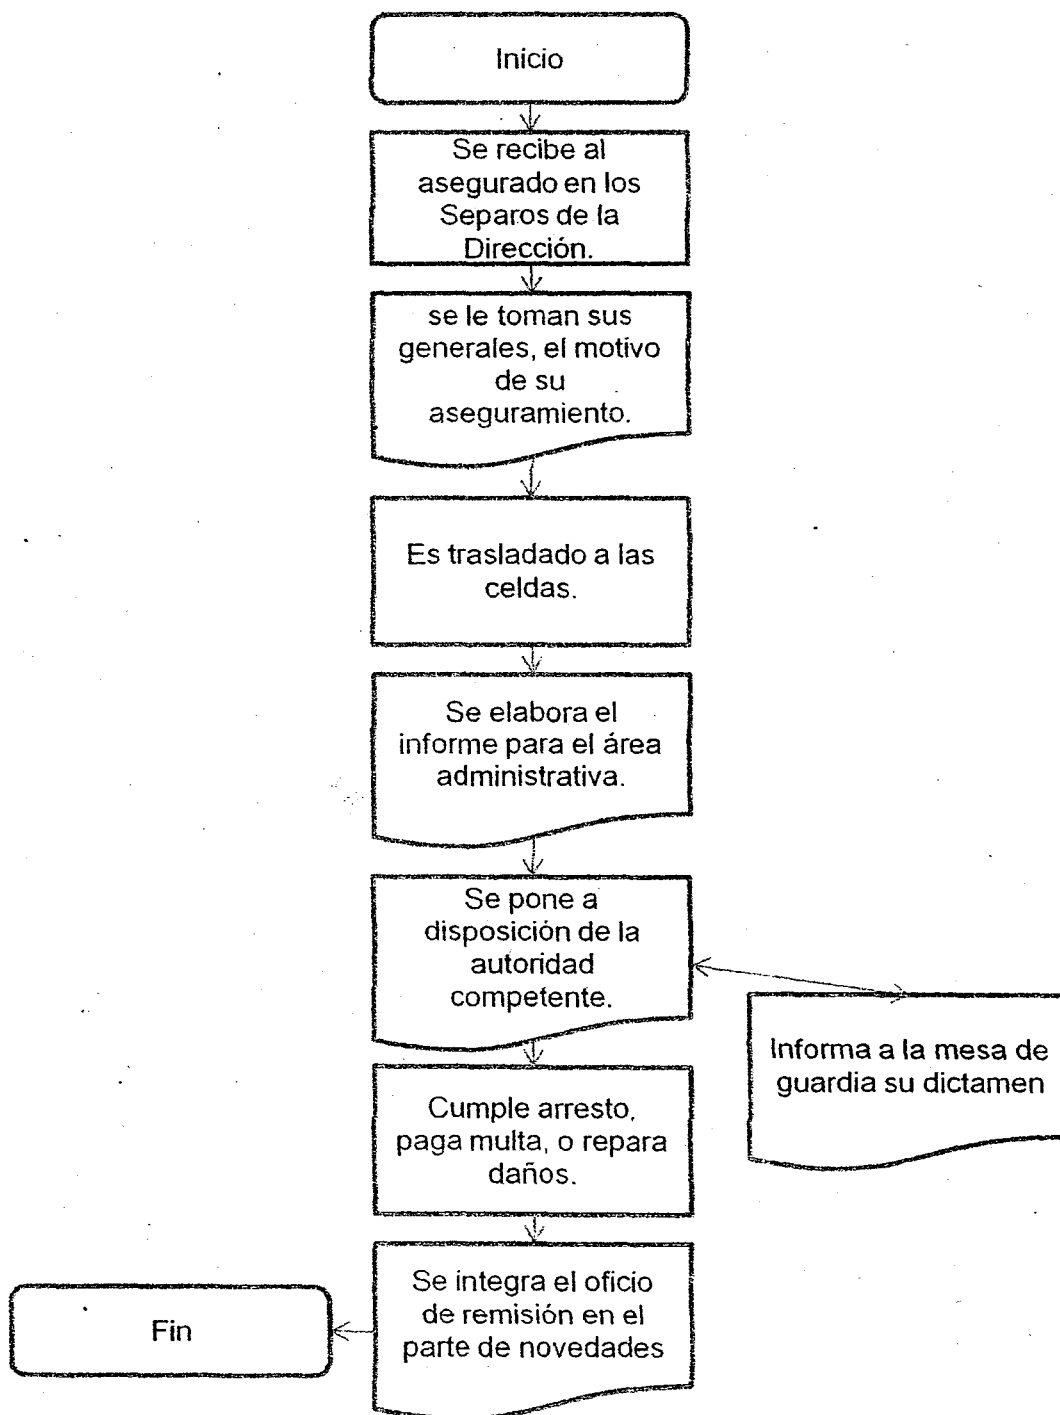 Inicio
Se recibe al
asegurado en los
Separos de la
Dirección.
se le toman sus
generales, el motivo
de su
aseguramiento.
Es trasladado a las
celdas.
Se elabora el
informe para el área
administrativa.
Se pone a
disposición de la
autoridad
competente.
Informa a la mesa de
guardia su dictamen
Cumple arresto,
paga multa, o repara
daños.
Se integra el oficio
de remisión en el
parte de novedades
Fin